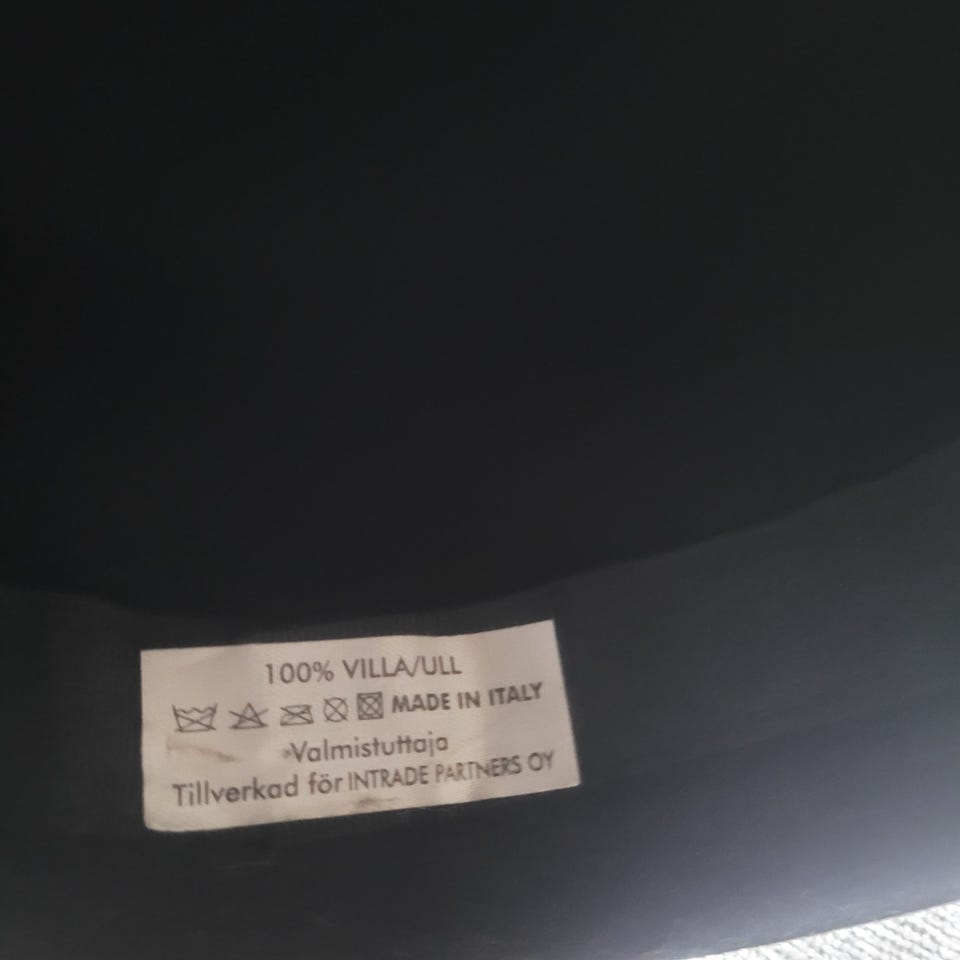 100% VILLA/ULL
MADE IN ITALY
Valmistuttaja
Tillverkad för INTRADE PARTNERS OY